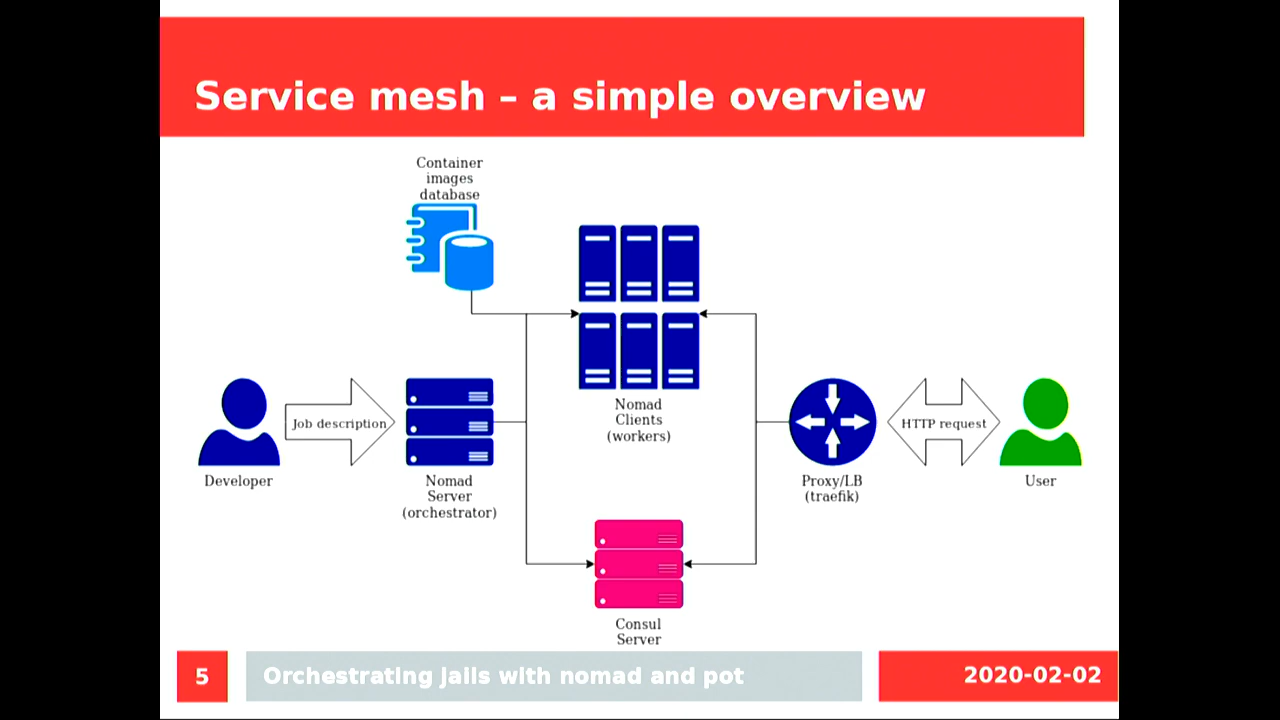 Service mesh – a simple overview
Container
images
database
Nomad
Clients
(workers)
Job description
HTTP request
Developer
Nomad
Server
(orchestrator)
Proxy/LB
(traefik)
User
Consul
Server
5
Orchestrating jails with nomad and pot
2020-02-02